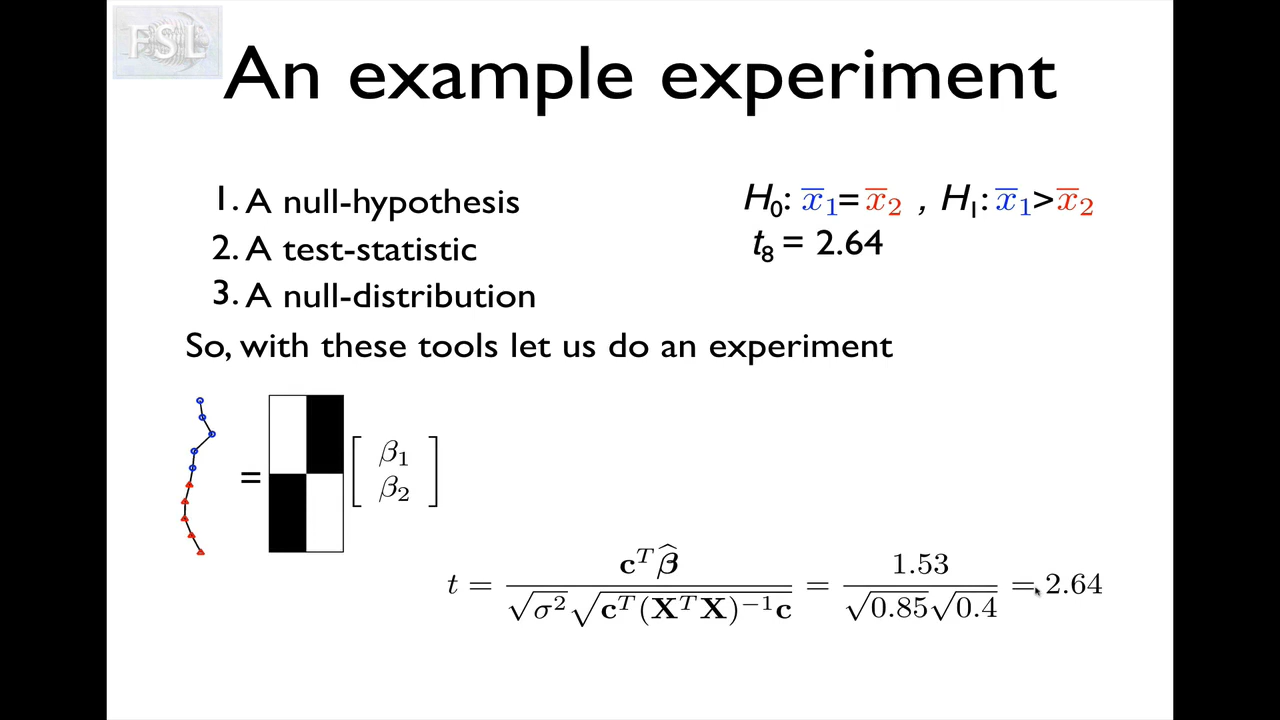 FSL
An example experiment
1. A null-hypothesis
H₀: x̅₁=x̅₂ , H₁: x̅₁>x̅₂
2. A test-statistic
t₈ = 2.64
3. A null-distribution
So, with these tools let us do an experiment
= [ β₁ β₂ ]
t = cᵀβ̂ / √σ² √cᵀ(XᵀX)⁻¹c = 1.53 / √0.85 √0.4 = 2.64